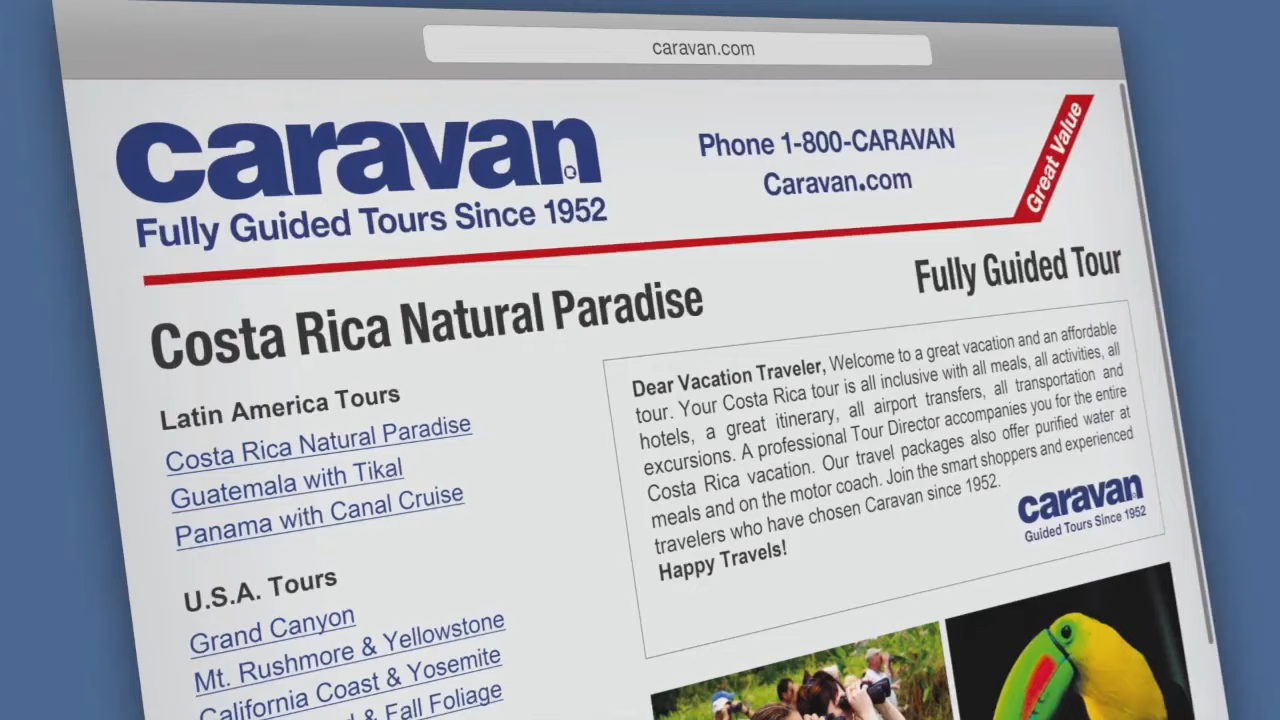 caravan.com
caravan
Fully Guided Tours Since 1952
Phone 1-800-CARAVAN
Caravan.com
Great Value
Costa Rica Natural Paradise
Fully Guided Tour
Latin America Tours
Costa Rica Natural Paradise
Guatemala with Tikal
Panama with Canal Cruise
U.S.A. Tours
Grand Canyon
Mt. Rushmore & Yellowstone
California Coast & Yosemite
& Fall Foliage
Dear Vacation Traveler, Welcome to a great vacation and an affordable
tour. Your Costa Rica tour is all inclusive with all meals, all activities, all
hotels, a great itinerary, all airport transfers, all transportation and
excursions. A professional Tour Director accompanies you for the entire
Costa Rica vacation. Our travel packages also offer purified water at
meals and on the motor coach. Join the smart shoppers and experienced
travelers who have chosen Caravan since 1952.
Happy Travels!
caravan
Guided Tours Since 1952